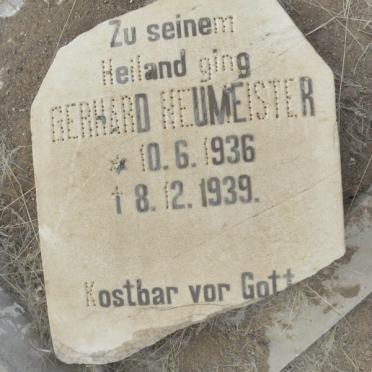 Zu seinem
Heiland ging
GERHARD NEUMEISTER
* 10. 6. 1936
† 8. 12. 1939.
Kostbar vor Gott